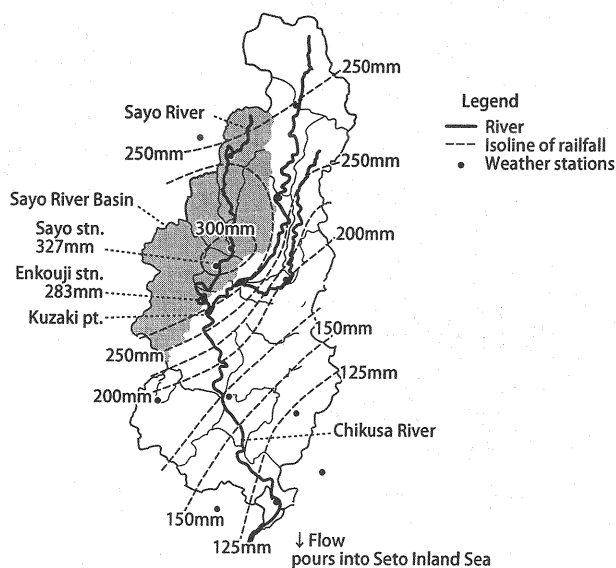 250mm
Sayo River
250mm
Legend
River
Isoline of railfall
Weather stations
250mm
Sayo River Basin
Sayo stn.
327mm
300mm
200mm
Enkouji stn.
283mm
Kuzaki pt.
150mm
250mm
125mm
200mm
Chikusa River
150mm
125mm
↓ Flow
pours into Seto Inland Sea